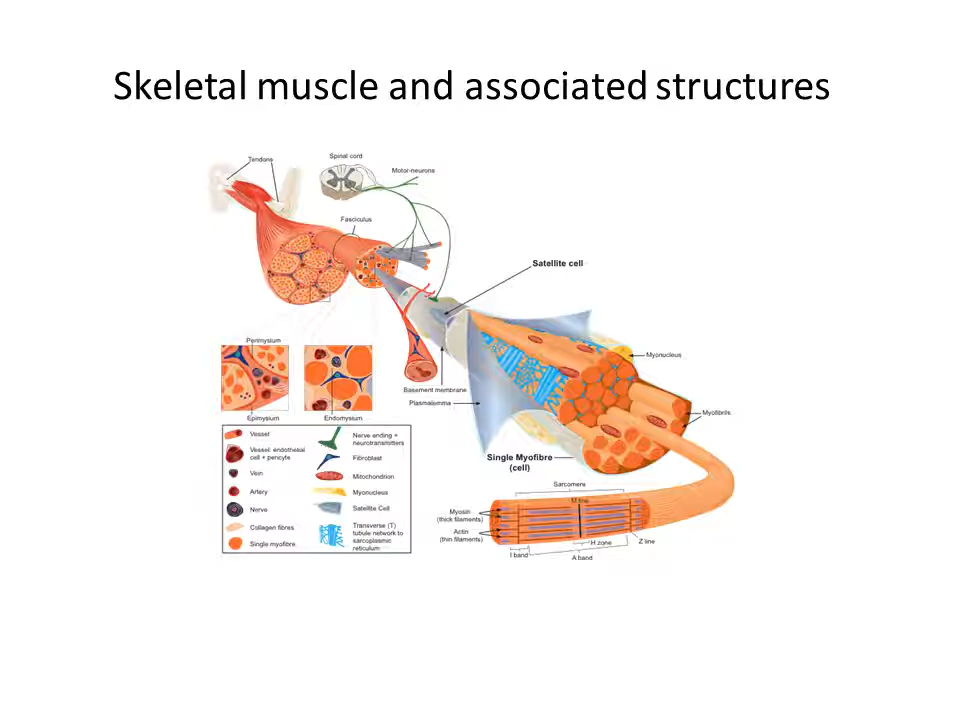 Skeletal muscle and associated structures
Tendons
Spinal cord
Motor-neurons
Fasciculus
Satellite cell
Perimysium
Myonucleus
Basement membrane
Plasmalemma
Epimysium
Endomysium
Myofibrils
Vessel
Vessel: endothelial
cell + pericyte
Vein
Artery
Nerve
Collagen fibres
Single myofibre
Nerve ending +
neurotransmitters
Fibroblast
Mitochondrion
Myonucleus
Satellite Cell
Transverse (T)
tubule network to
sarcoplasmic
reticulum
Single Myofibre
(cell)
Sarcomere
M line
Myosin
(thick filaments)
Actin
(thin filaments)
H zone
Z line
I band
A band